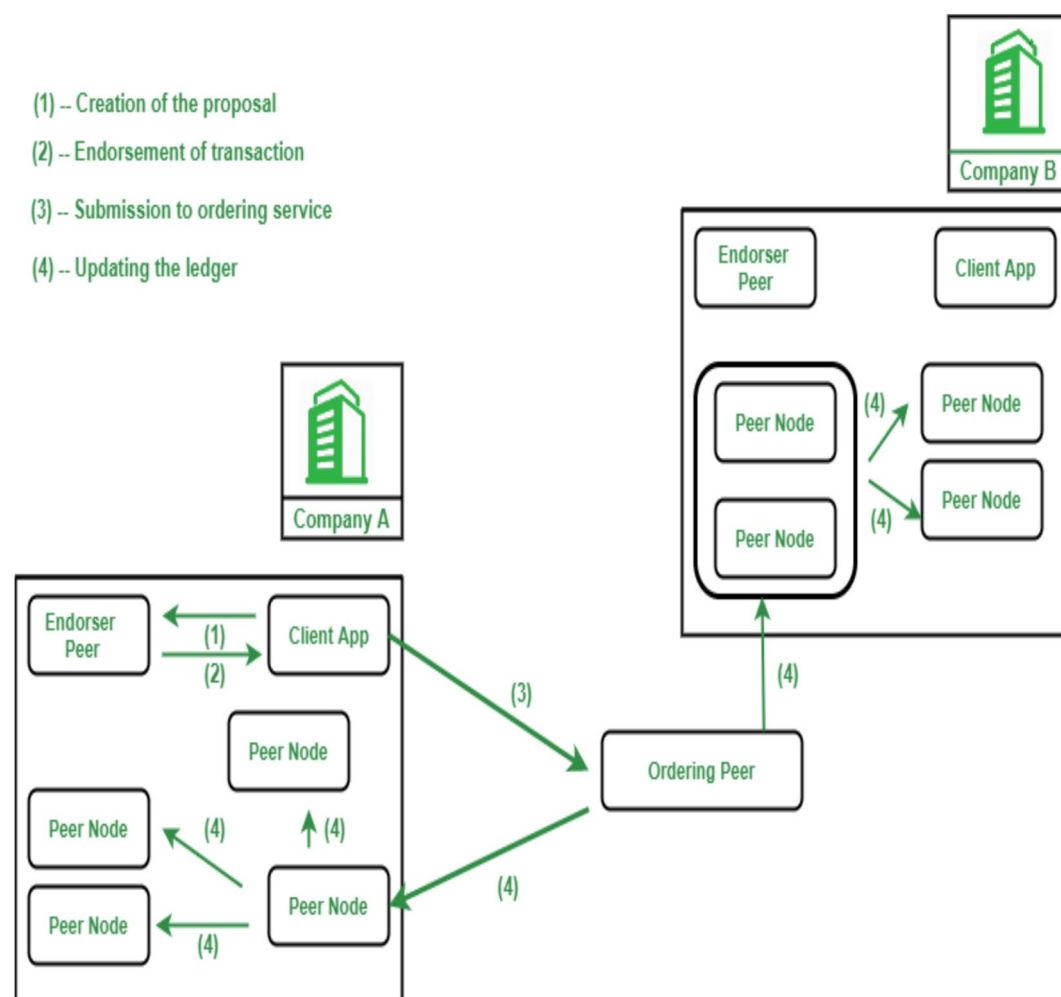 (1) -- Creation of the proposal
(2) -- Endorsement of transaction
(3) -- Submission to ordering service
(4) -- Updating the ledger
Company B
Endorser
Peer
Client App
Peer Node
(4)
Peer Node
Peer Node
(4)
Peer Node
(4)
Company A
Endorser
Peer
(1)
(2)
Client App
(3)
Peer Node
Ordering Peer
Peer Node
(4)
(4)
Peer Node
(4)
Peer Node
(4)